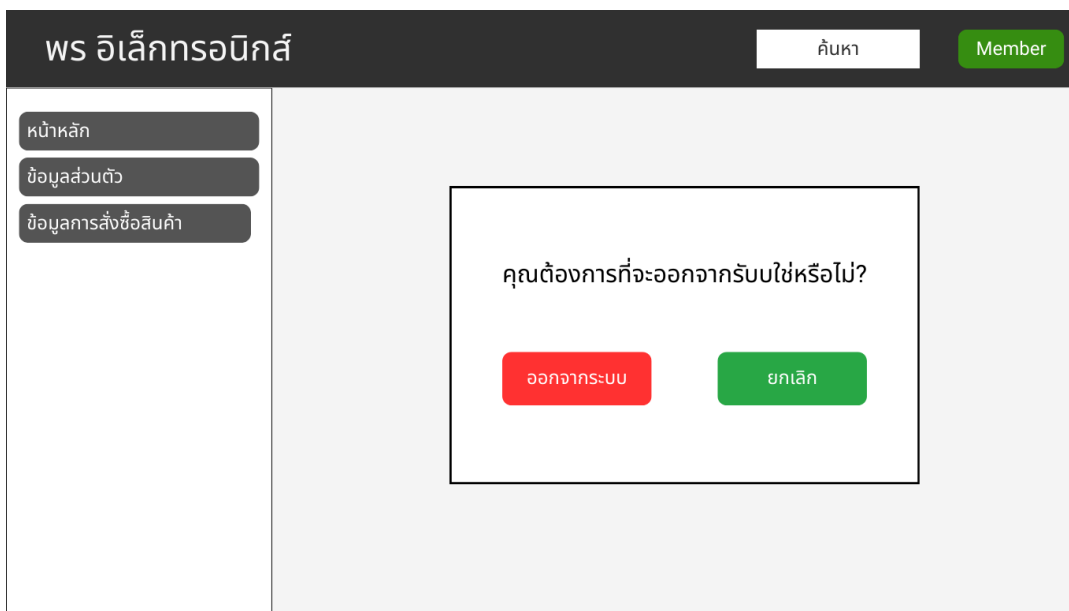 พร อิเล็กทรอนิกส์
ค้นหา
Member
หน้าหลัก
ข้อมูลส่วนตัว
ข้อมูลการสั่งซื้อสินค้า
คุณต้องการที่จะออกจากรับบใช่หรือไม่?
ออกจากระบบ
ยกเลิก